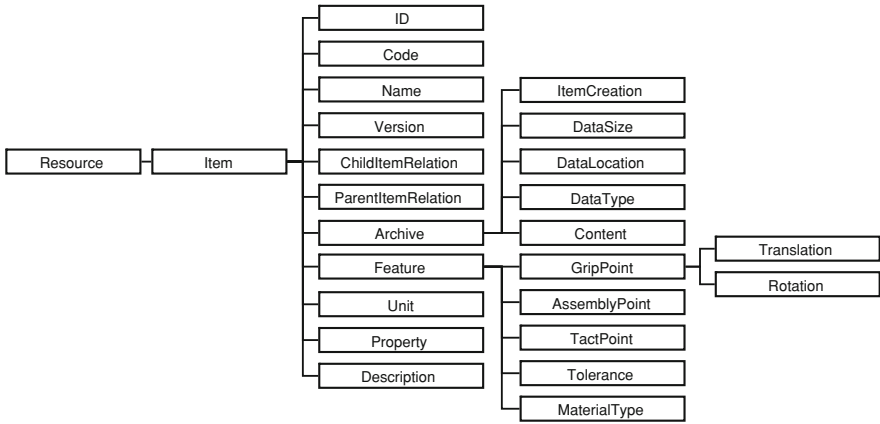 Resource
Item
ID
Code
Name
Version
ChildItemRelation
ParentItemRelation
Archive
Feature
Unit
Property
Description
ItemCreation
DataSize
DataLocation
DataType
Content
GripPoint
AssemblyPoint
TactPoint
Tolerance
MaterialType
Translation
Rotation